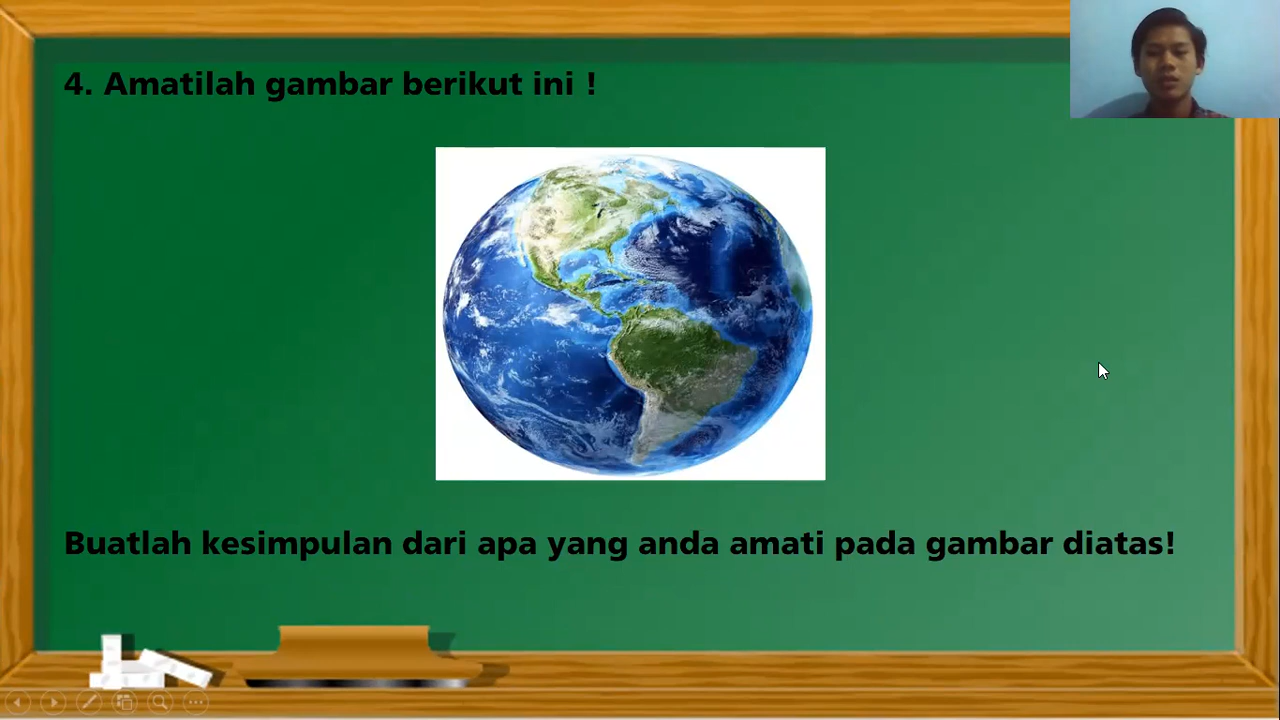 4. Amatilah gambar berikut ini !
Buatlah kesimpulan dari apa yang anda amati pada gambar diatas!